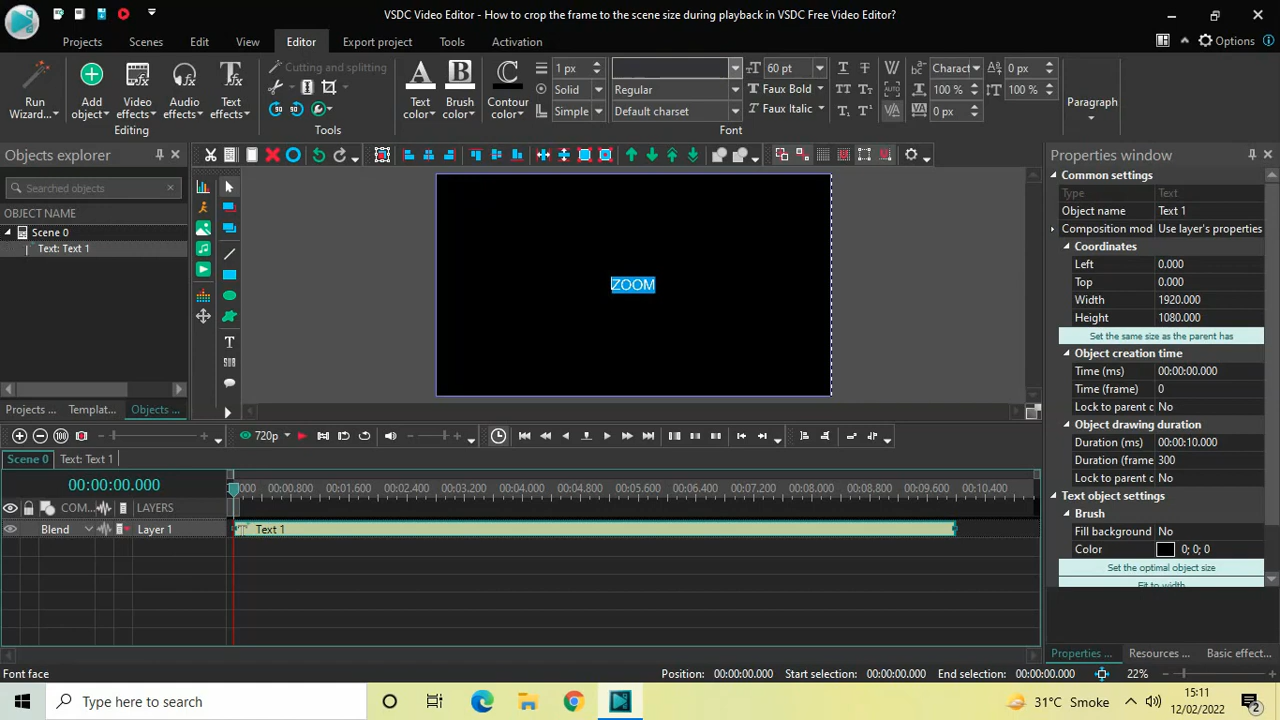 VSDC Video Editor - How to crop the frame to the scene size during playback in VSDC Free Video Editor?
Projects Scenes Edit View Editor Export project Tools Activation Options
Run Wizard...
Add object
Video effects
Audio effects
Text effects
Editing
Cutting and splitting
Tools
Text color
Brush color
Contour color
1 px
Solid
Simple
60 pt
Regular
Default charset
Faux Bold
Faux Italic
Font
Charact
100 %
0 px
0 px
100 %
Paragraph
Objects explorer
Searched objects
OBJECT NAME
Scene 0
Text: Text 1
Projects ... Templat... Objects ...
ZOOM
Properties window
Common settings
Type Text
Object name Text 1
Composition mod Use layer's properties
Coordinates
Left 0.000
Top 0.000
Width 1920.000
Height 1080.000
Set the same size as the parent has
Object creation time
Time (ms) 00:00:00.000
Time (frame) 0
Lock to parent c No
Object drawing duration
Duration (ms) 00:00:10.000
Duration (frame 300
Lock to parent c No
Text object settings
Brush
Fill background No
Color 0; 0; 0
Set the optimal object size
Fit to width
Properties ... Resources ... Basic effect...
720p
Scene 0 Text: Text 1
00:00:00.000
000 00:00.800 00:01.600 00:02.400 00:03.200 00:04.000 00:04.800 00:05.600 00:06.400 00:07.200 00:08.000 00:08.800 00:09.600 00:10.400
COM... LAYERS
Blend Layer 1
Text 1
Font face
Position: 00:00:00.000 Start selection: 00:00:00.000 End selection: 00:00:00.000 22%
Type here to search
31°C Smoke
15:11
12/02/2022
2